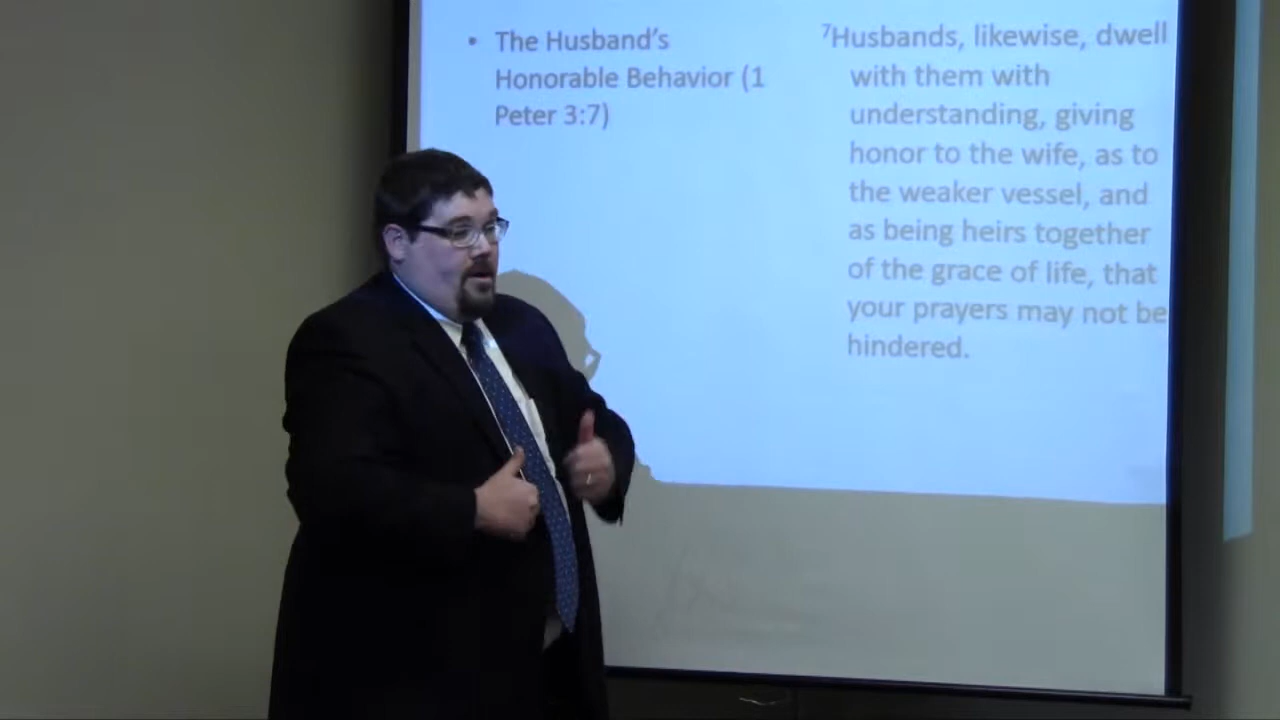 • The Husband's
Honorable Behavior (1
Peter 3:7)
⁷Husbands, likewise, dwell
with them with
understanding, giving
honor to the wife, as to
the weaker vessel, and
as being heirs together
of the grace of life, that
your prayers may not be
hindered.